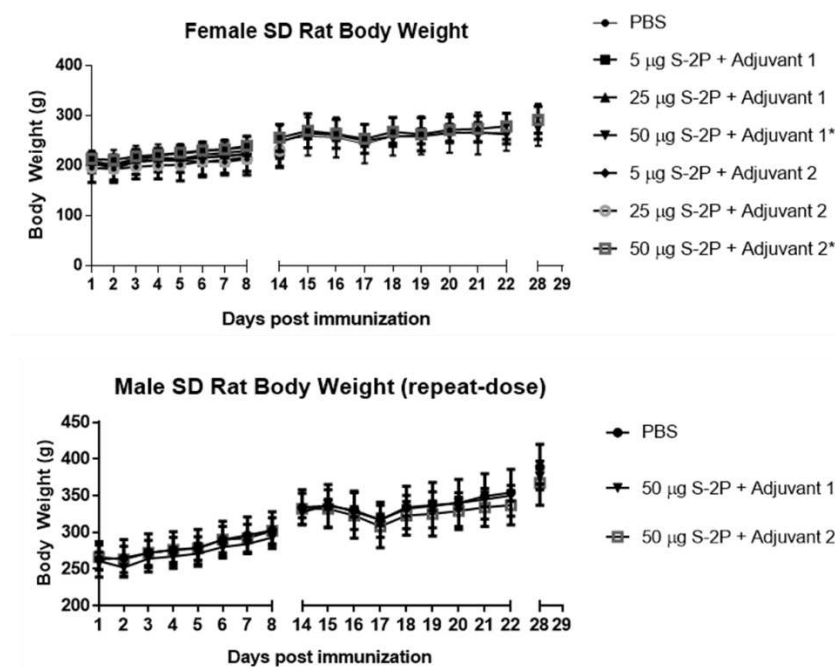 Female SD Rat Body Weight
400
300
200
100
0
Body Weight (g)
1 2 3 4 5 6 7 8 14 15 16 17 18 19 20 21 22 28 29
Days post immunization
PBS
5 μg S-2P + Adjuvant 1
25 μg S-2P + Adjuvant 1
50 μg S-2P + Adjuvant 1*
5 μg S-2P + Adjuvant 2
25 μg S-2P + Adjuvant 2
50 μg S-2P + Adjuvant 2*
Male SD Rat Body Weight (repeat-dose)
450
400
350
300
250
200
Body Weight (g)
1 2 3 4 5 6 7 8 14 15 16 17 18 19 20 21 22 28 29
Days post immunization
PBS
50 μg S-2P + Adjuvant 1
50 μg S-2P + Adjuvant 2